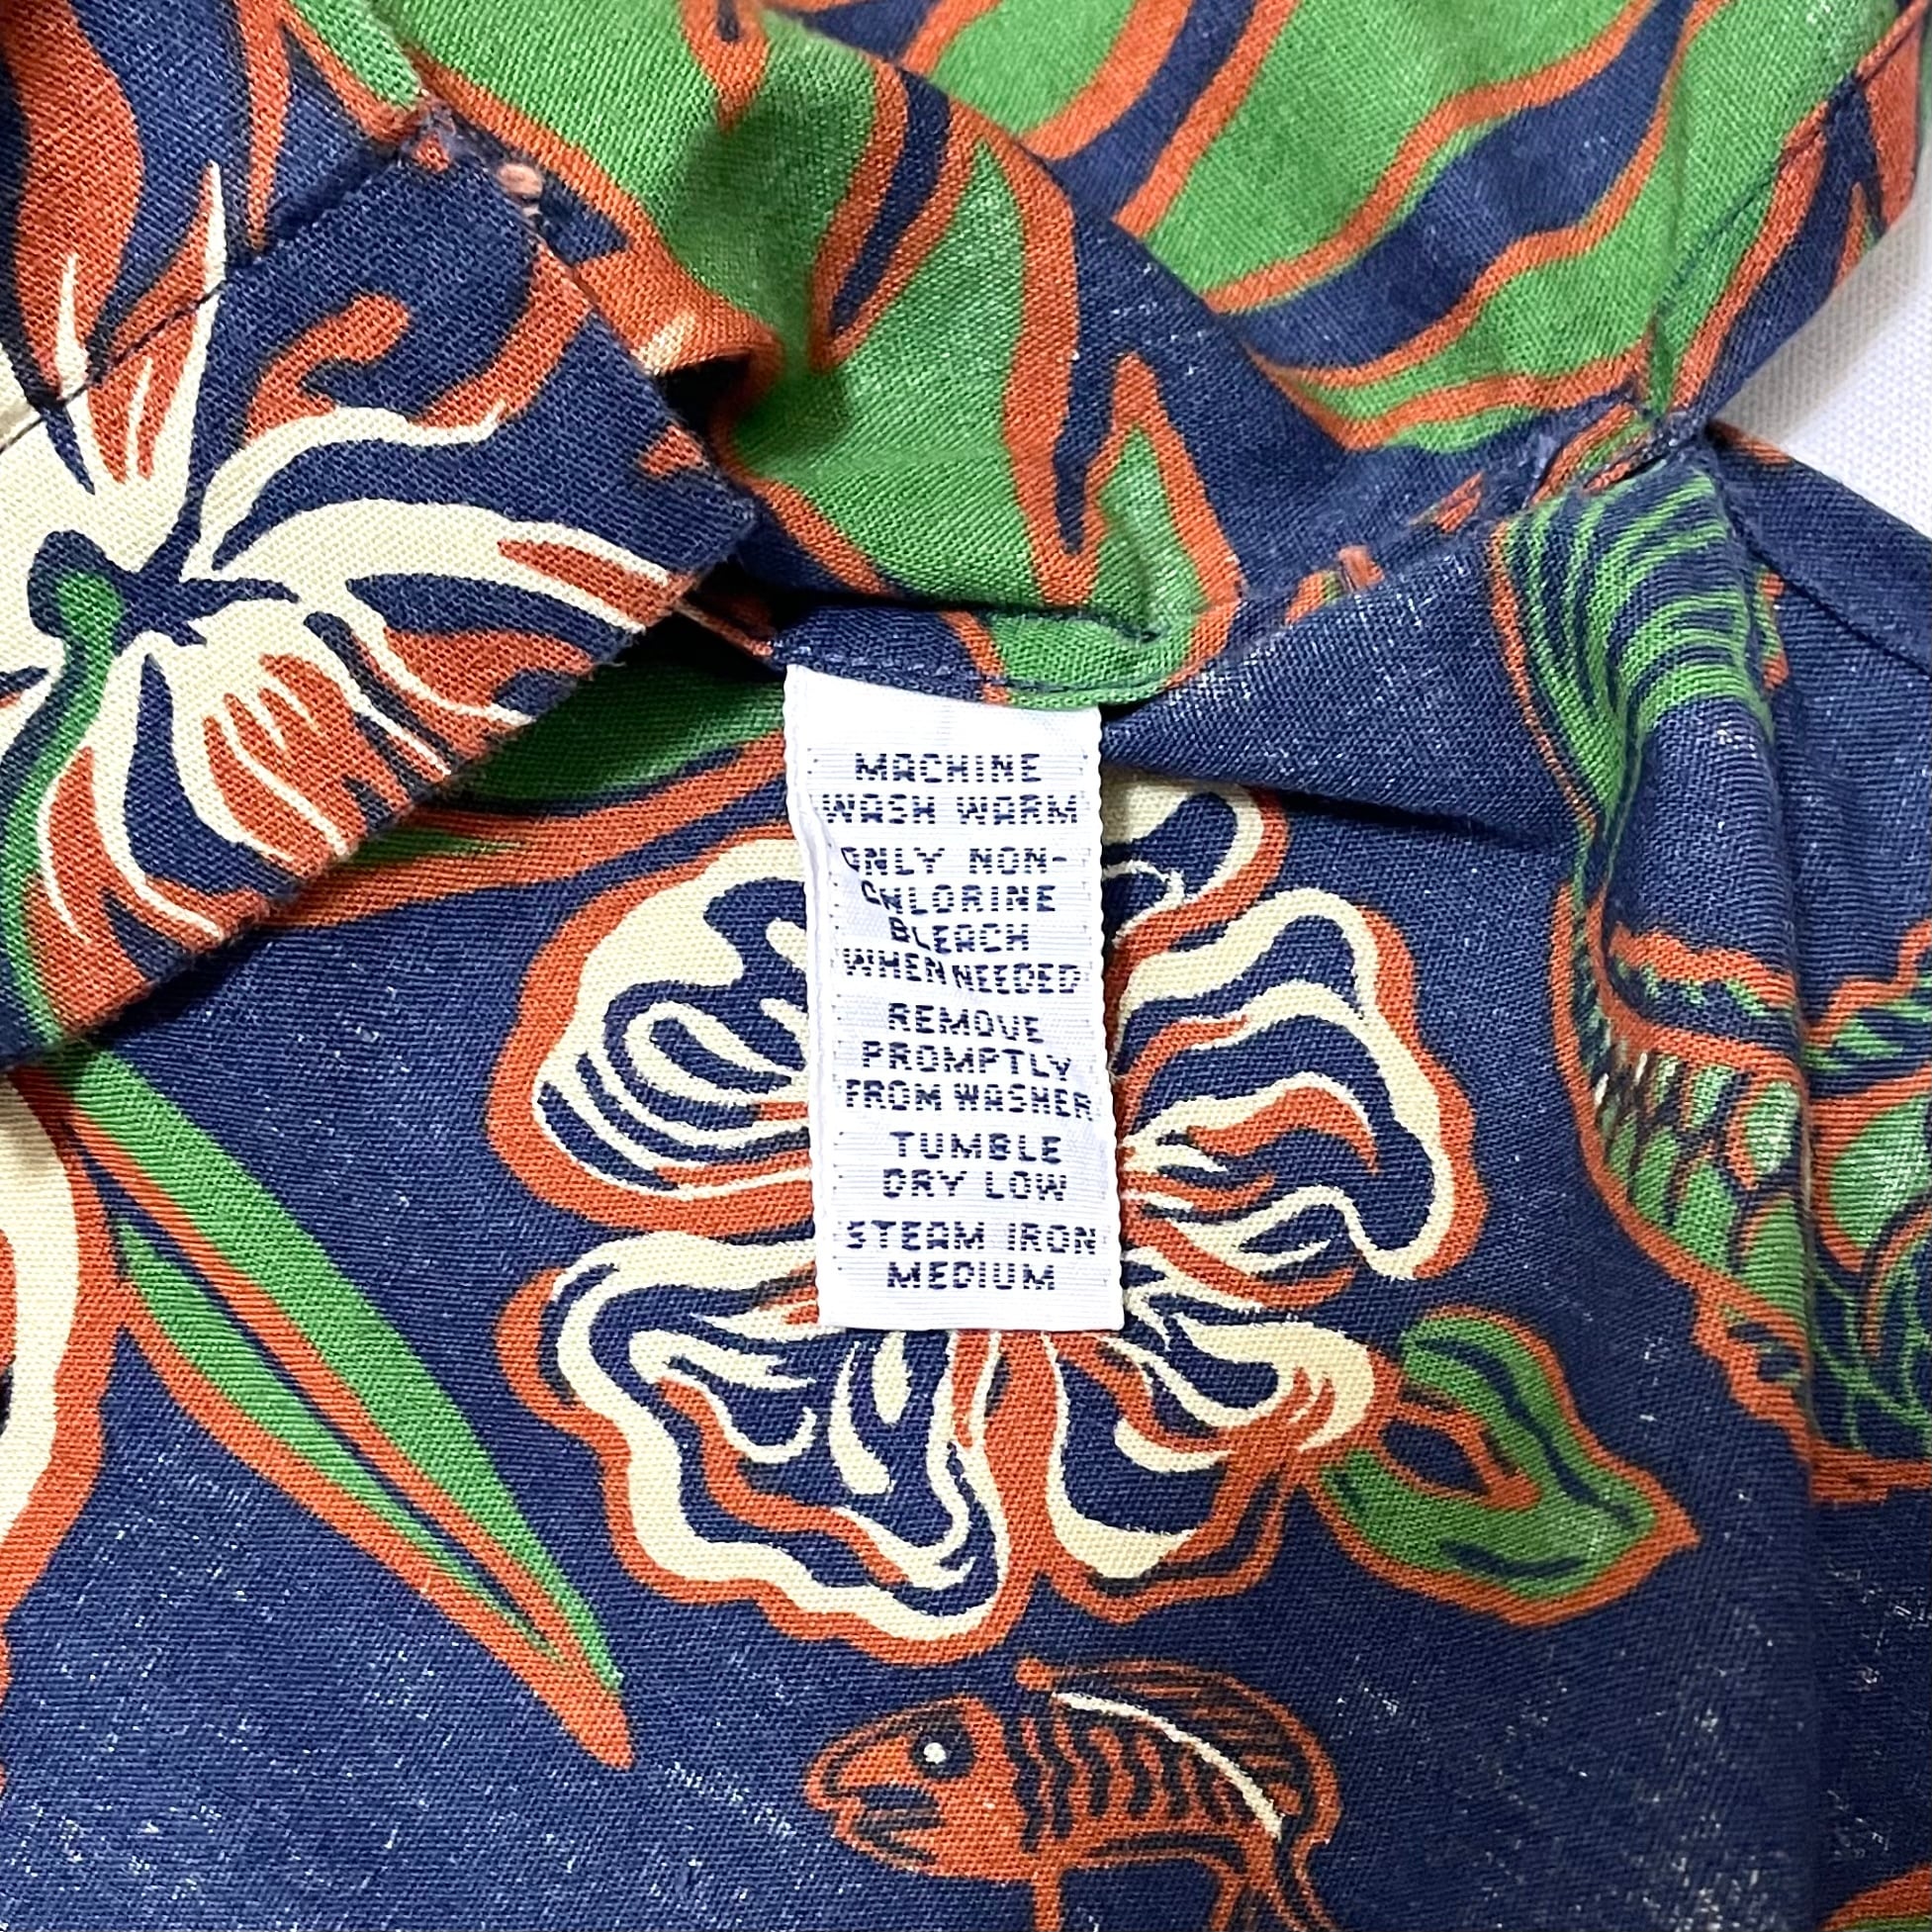 MACHINE
WASH WARM
ONLY NON-
CHLORINE
BLEACH
WHEN NEEDED
REMOVE
PROMPTLY
FROM WASHER
TUMBLE
DRY LOW
STEAM IRON
MEDIUM